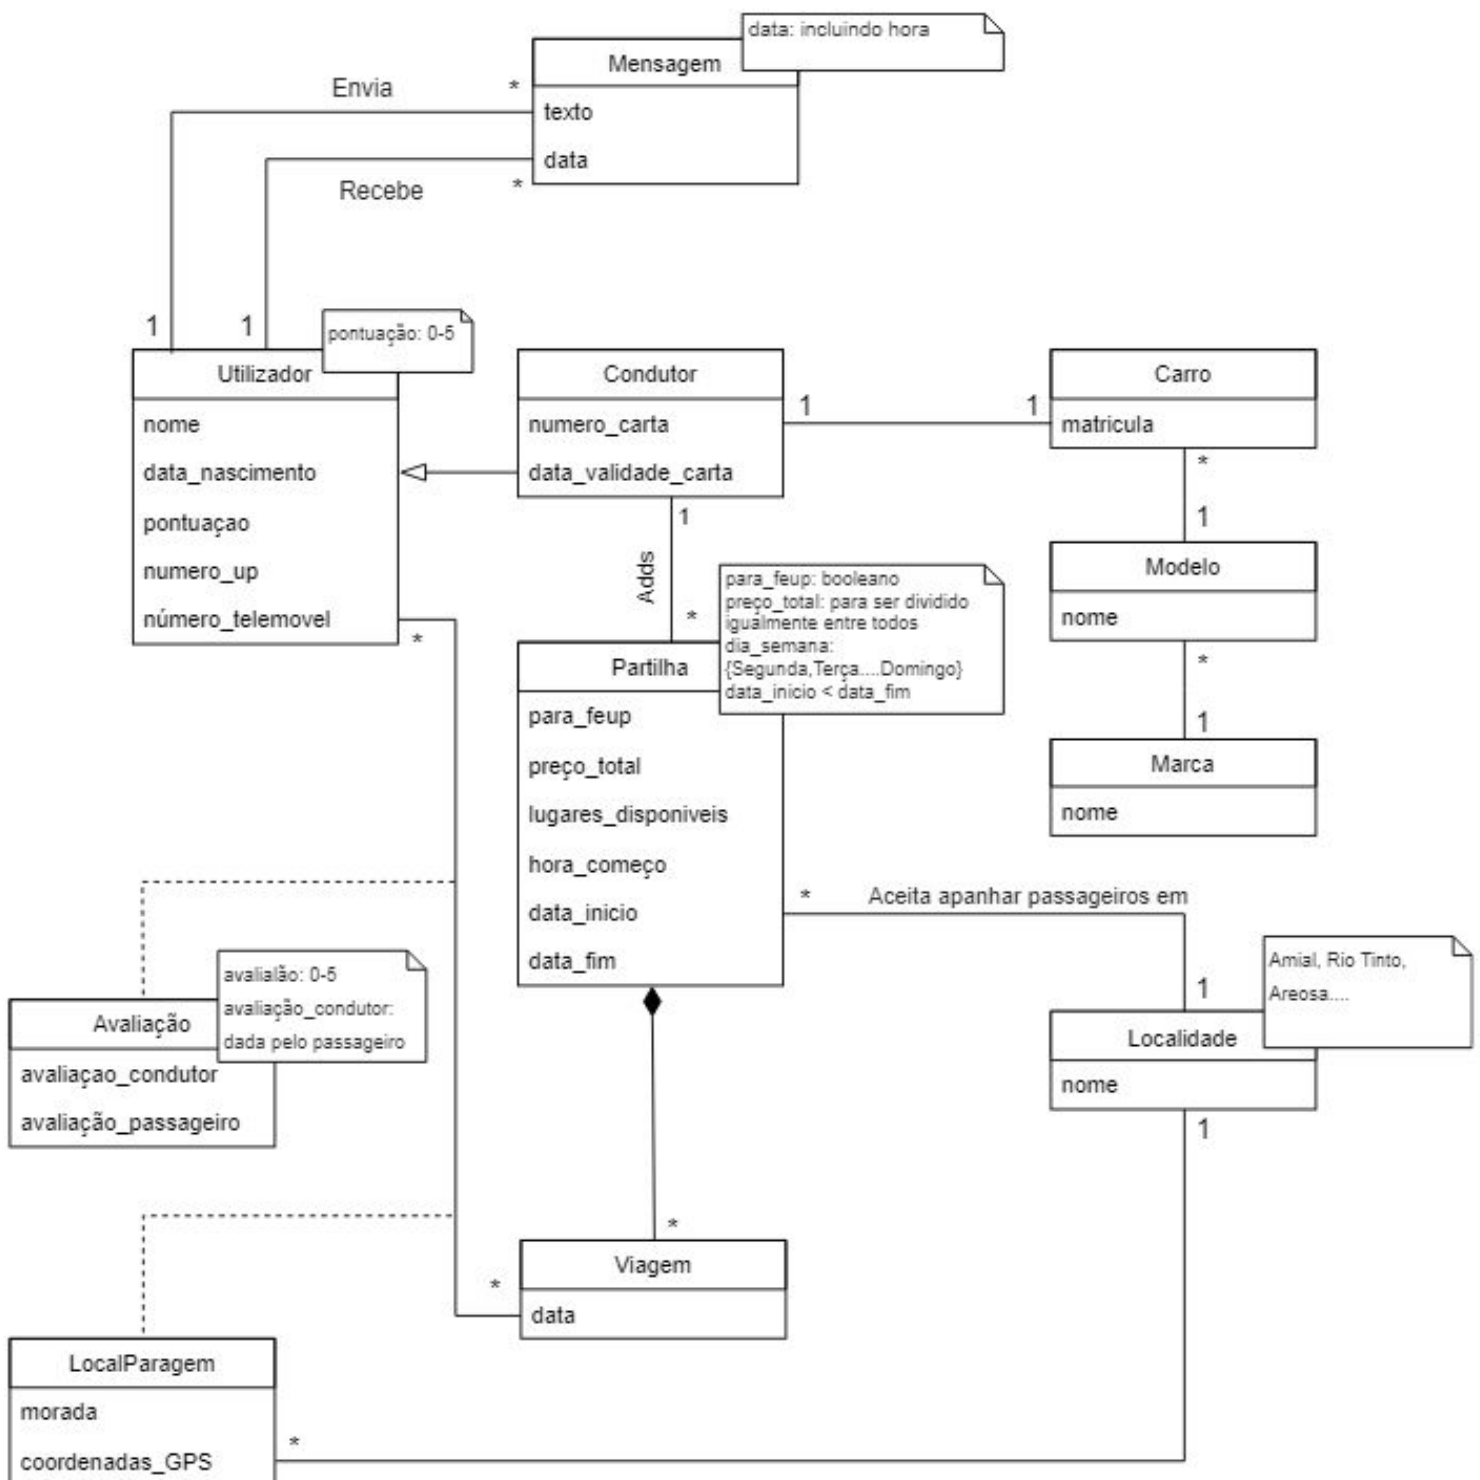 data: incluindo hora
Mensagem
Envia
*
texto
data
Recebe
*
1
1
pontuação: 0-5
Utilizador
nome
data_nascimento
pontuaçao
numero_up
número_telemovel
*
Condutor
numero_carta
data_validade_carta
1
1
Carro
matricula
*
1
Modelo
nome
*
1
Marca
nome
1
Adds
*
para_feup: booleano
preço_total: para ser dividido
igualmente entre todos
dia_semana:
{Segunda,Terça....Domingo}
data_inicio < data_fim
Partilha
para_feup
preço_total
lugares_disponiveis
hora_começo
data_inicio
data_fim
*
Aceita apanhar passageiros em
1
Amial, Rio Tinto,
Areosa....
Localidade
nome
1
avalialão: 0-5
avaliação_condutor:
dada pelo passageiro
Avaliação
avaliaçao_condutor
avaliação_passageiro
*
Viagem
data
*
LocalParagem
morada
coordenadas_GPS
*